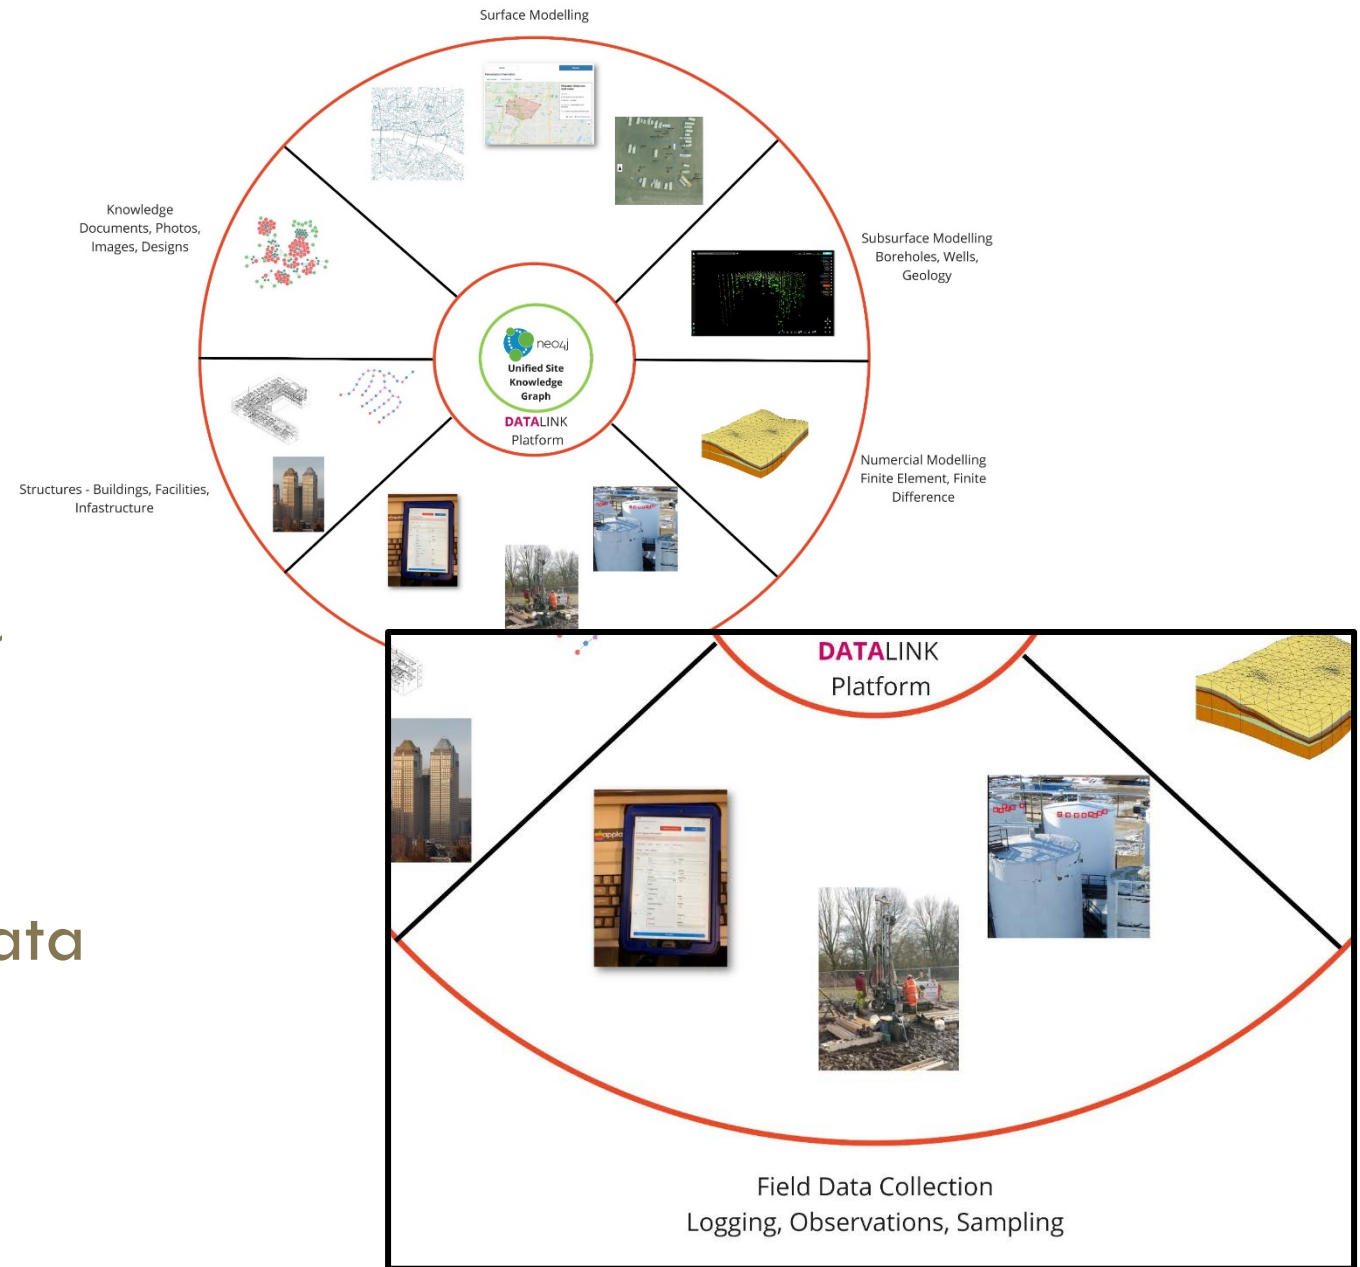 Surface Modelling
Knowledge
Documents, Photos,
Images, Designs
Subsurface Modelling
Boreholes, Wells,
Geology
neo4j
Unified Site
Knowledge
Graph
DATALINK
Platform
Numercial Modelling
Finite Element, Finite
Difference
Structures - Buildings, Facilities,
Infastructure
ata
DATALINK
Platform
Field Data Collection
Logging, Observations, Sampling